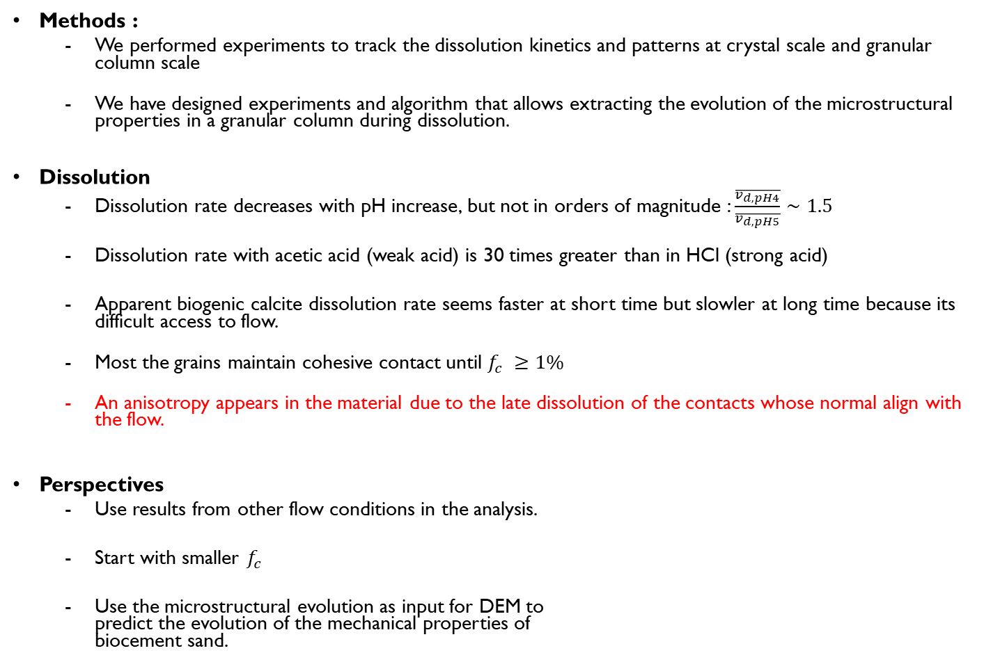 • Methods :
- We performed experiments to track the dissolution kinetics and patterns at crystal scale and granular
column scale
- We have designed experiments and algorithm that allows extracting the evolution of the microstructural
properties in a granular column during dissolution.
• Dissolution
- Dissolution rate decreases with pH increase, but not in orders of magnitude : $\frac{\overline{v_{d,pH4}}}{\overline{v_{d,pH5}}}$ ~ 1.5
- Dissolution rate with acetic acid (weak acid) is 30 times greater than in HCl (strong acid)
- Apparent biogenic calcite dissolution rate seems faster at short time but slowler at long time because its
difficult access to flow.
- Most the grains maintain cohesive contact until $f_c$ ≥ 1%
- An anisotropy appears in the material due to the late dissolution of the contacts whose normal align with
the flow.
• Perspectives
- Use results from other flow conditions in the analysis.
- Start with smaller $f_c$
- Use the microstructural evolution as input for DEM to
predict the evolution of the mechanical properties of
biocement sand.